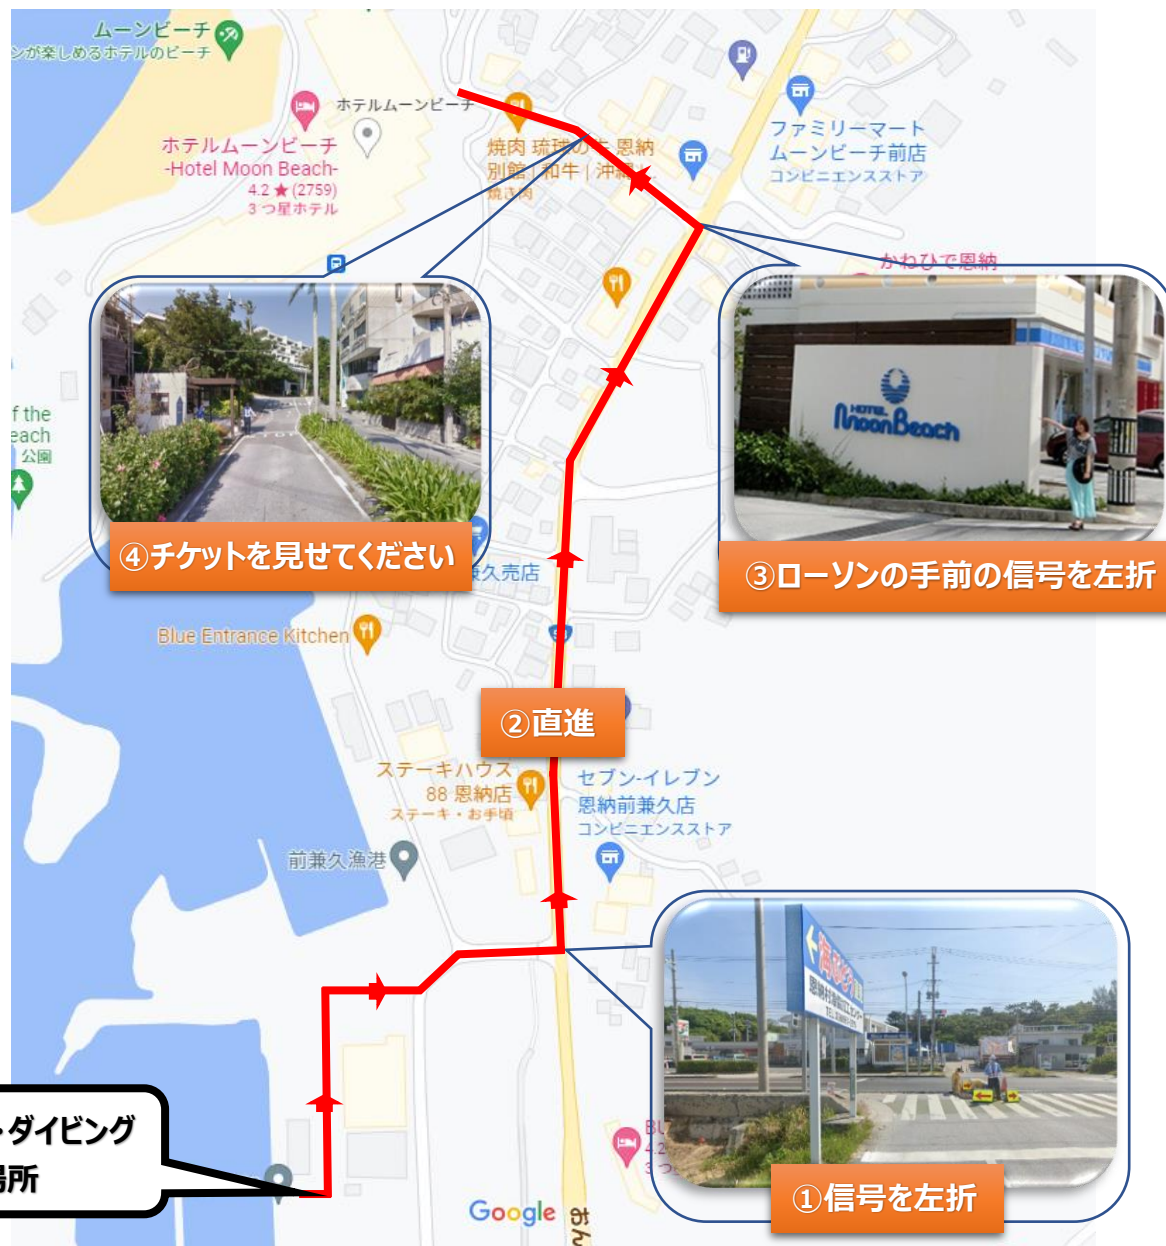 ムーンビーチ
ンが楽しめるホテルのビーチ
ホテルムーンビーチ
ホテルムーンビーチ
-Hotel Moon Beach-
4.2★(2759)
3 つ星ホテル
焼肉 琉球の牛 恩納
別館 | 和牛 | 沖縄
焼き肉
ファミリーマート
ムーンビーチ前店
コンビニエンスストア
かねひで恩納
HOTEL
MoonBeach
③ローソンの手前の信号を左折
f the
each
公園
④チケットを見せてください
兼久売店
Blue Entrance Kitchen
②直進
ステーキハウス
88 恩納店
ステーキ・お手頃
セブン-イレブン
恩納前兼久店
コンビニエンスストア
前兼久漁港
①信号を左折
4.2
3 つ
ダイビング
場所
Google
おん